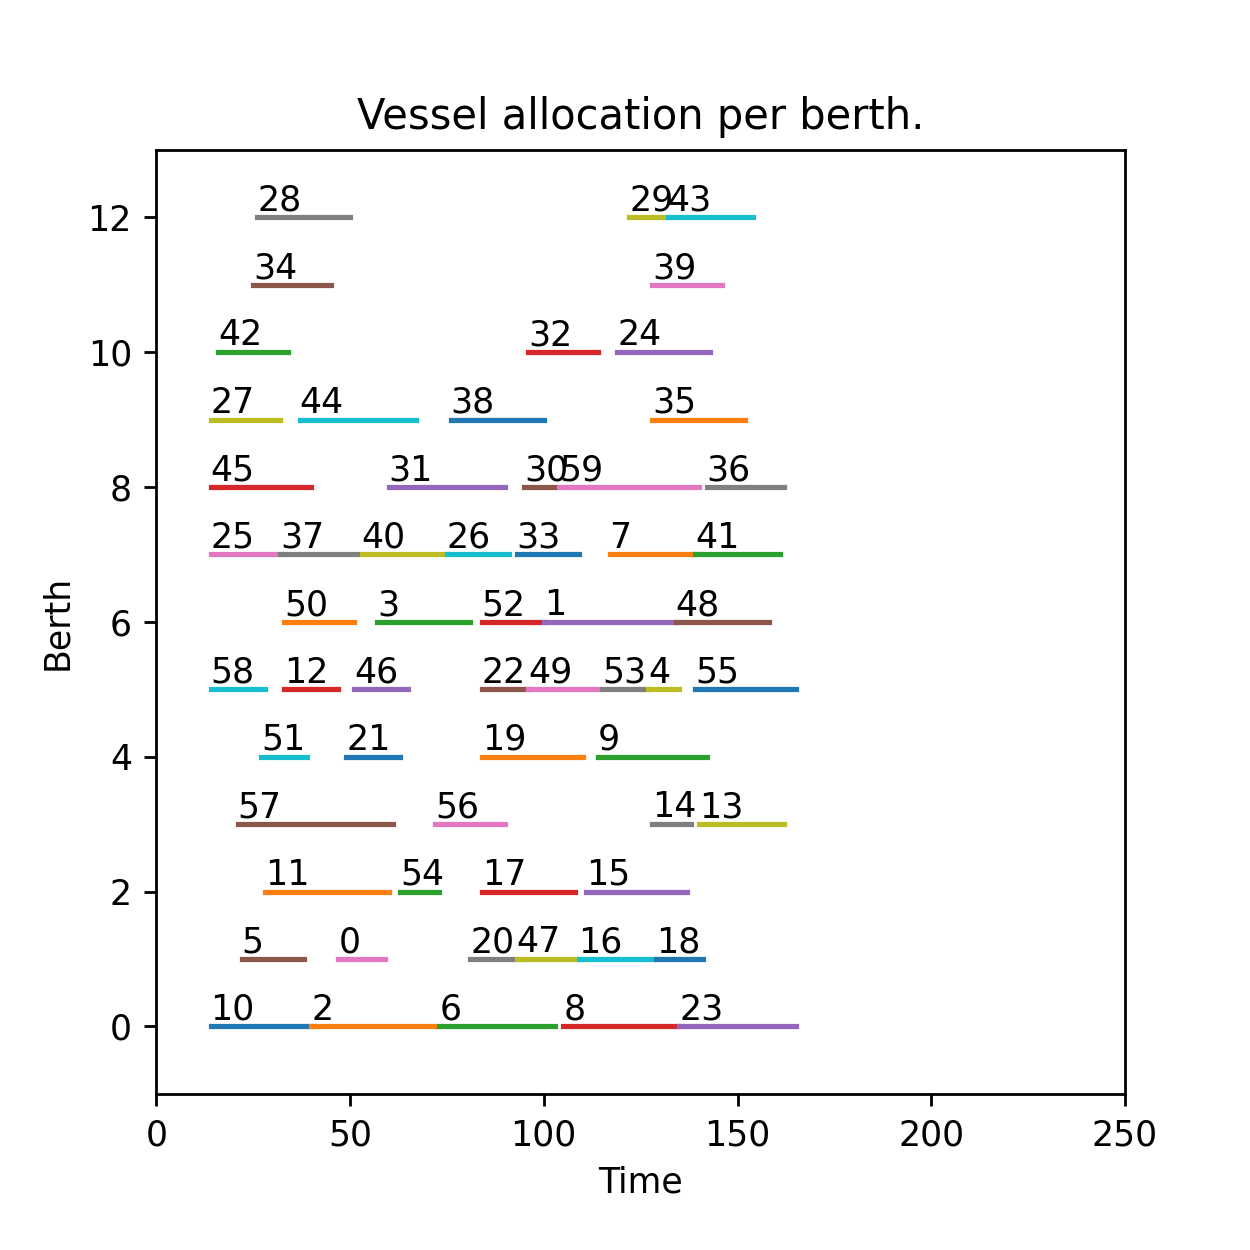 Vessel allocation per berth.
12 28 29 43
34 39
10 42 32 24
27 44 38 35
8 45 31 30 59 36
25 37 40 26 33 7 41
6 50 3 52 1 48
58 12 46 22 49 53 4 55
4 51 21 19 9
57 56 14 13
2 11 54 17 15
5 0 20 47 16 18
0 10 2 6 8 23
Berth
0 50 100 150 200 250
Time